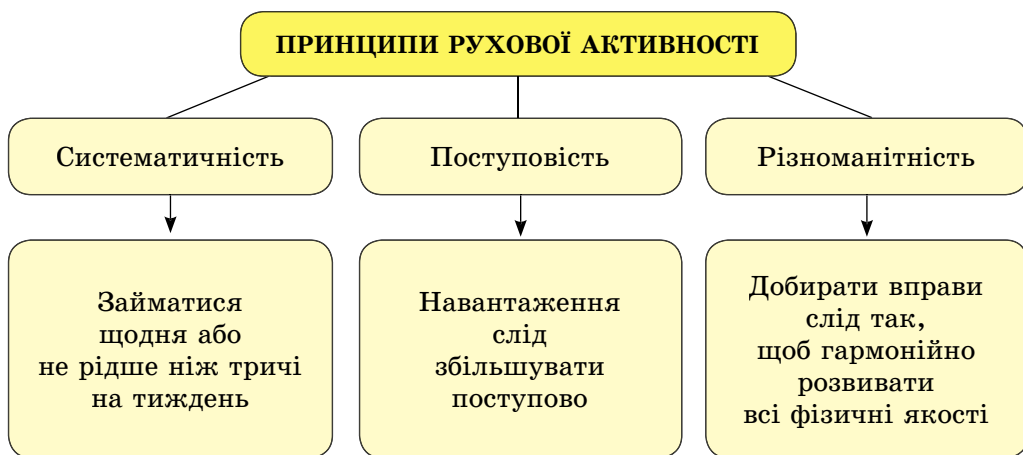 ПРИНЦИПИ РУХОВОЇ АКТИВНОСТІ
Систематичність
Поступовість
Різноманітність
Займатися
щодня або
не рідше ніж тричі
на тиждень
Навантаження
слід
збільшувати
поступово
Добирати вправи
слід так,
щоб гармонійно
розвивати
всі фізичні якості